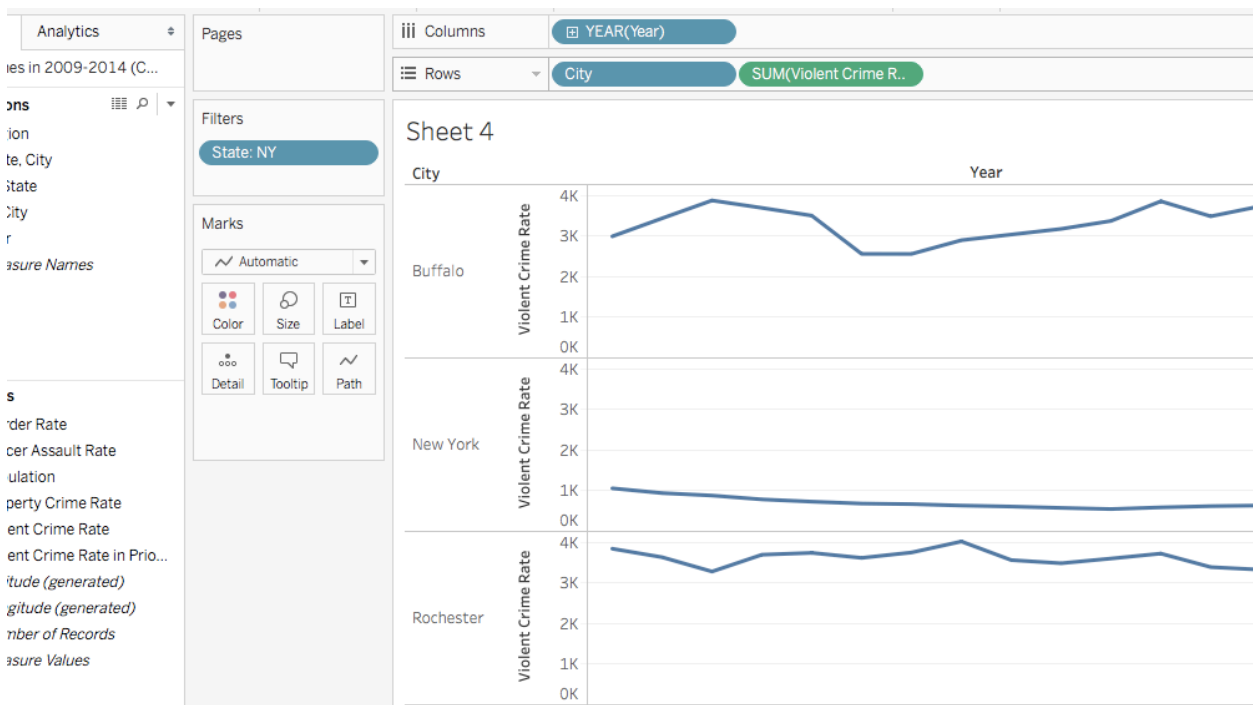 Analytics
es in 2009-2014 (C...
ons
ion
te, City
State
City
r
asure Names
s
rder Rate
cer Assault Rate
ulation
perty Crime Rate
ent Crime Rate
ent Crime Rate in Prio...
itude (generated)
gitude (generated)
mber of Records
asure Values
Pages
Filters
State: NY
Marks
Automatic
Color Size Label
Detail Tooltip Path
Columns YEAR(Year)
Rows City SUM(Violent Crime R..
Sheet 4
City Year
Buffalo
Violent Crime Rate
4K
3K
2K
1K
0K
New York
Violent Crime Rate
4K
3K
2K
1K
0K
Rochester
Violent Crime Rate
4K
3K
2K
1K
0K